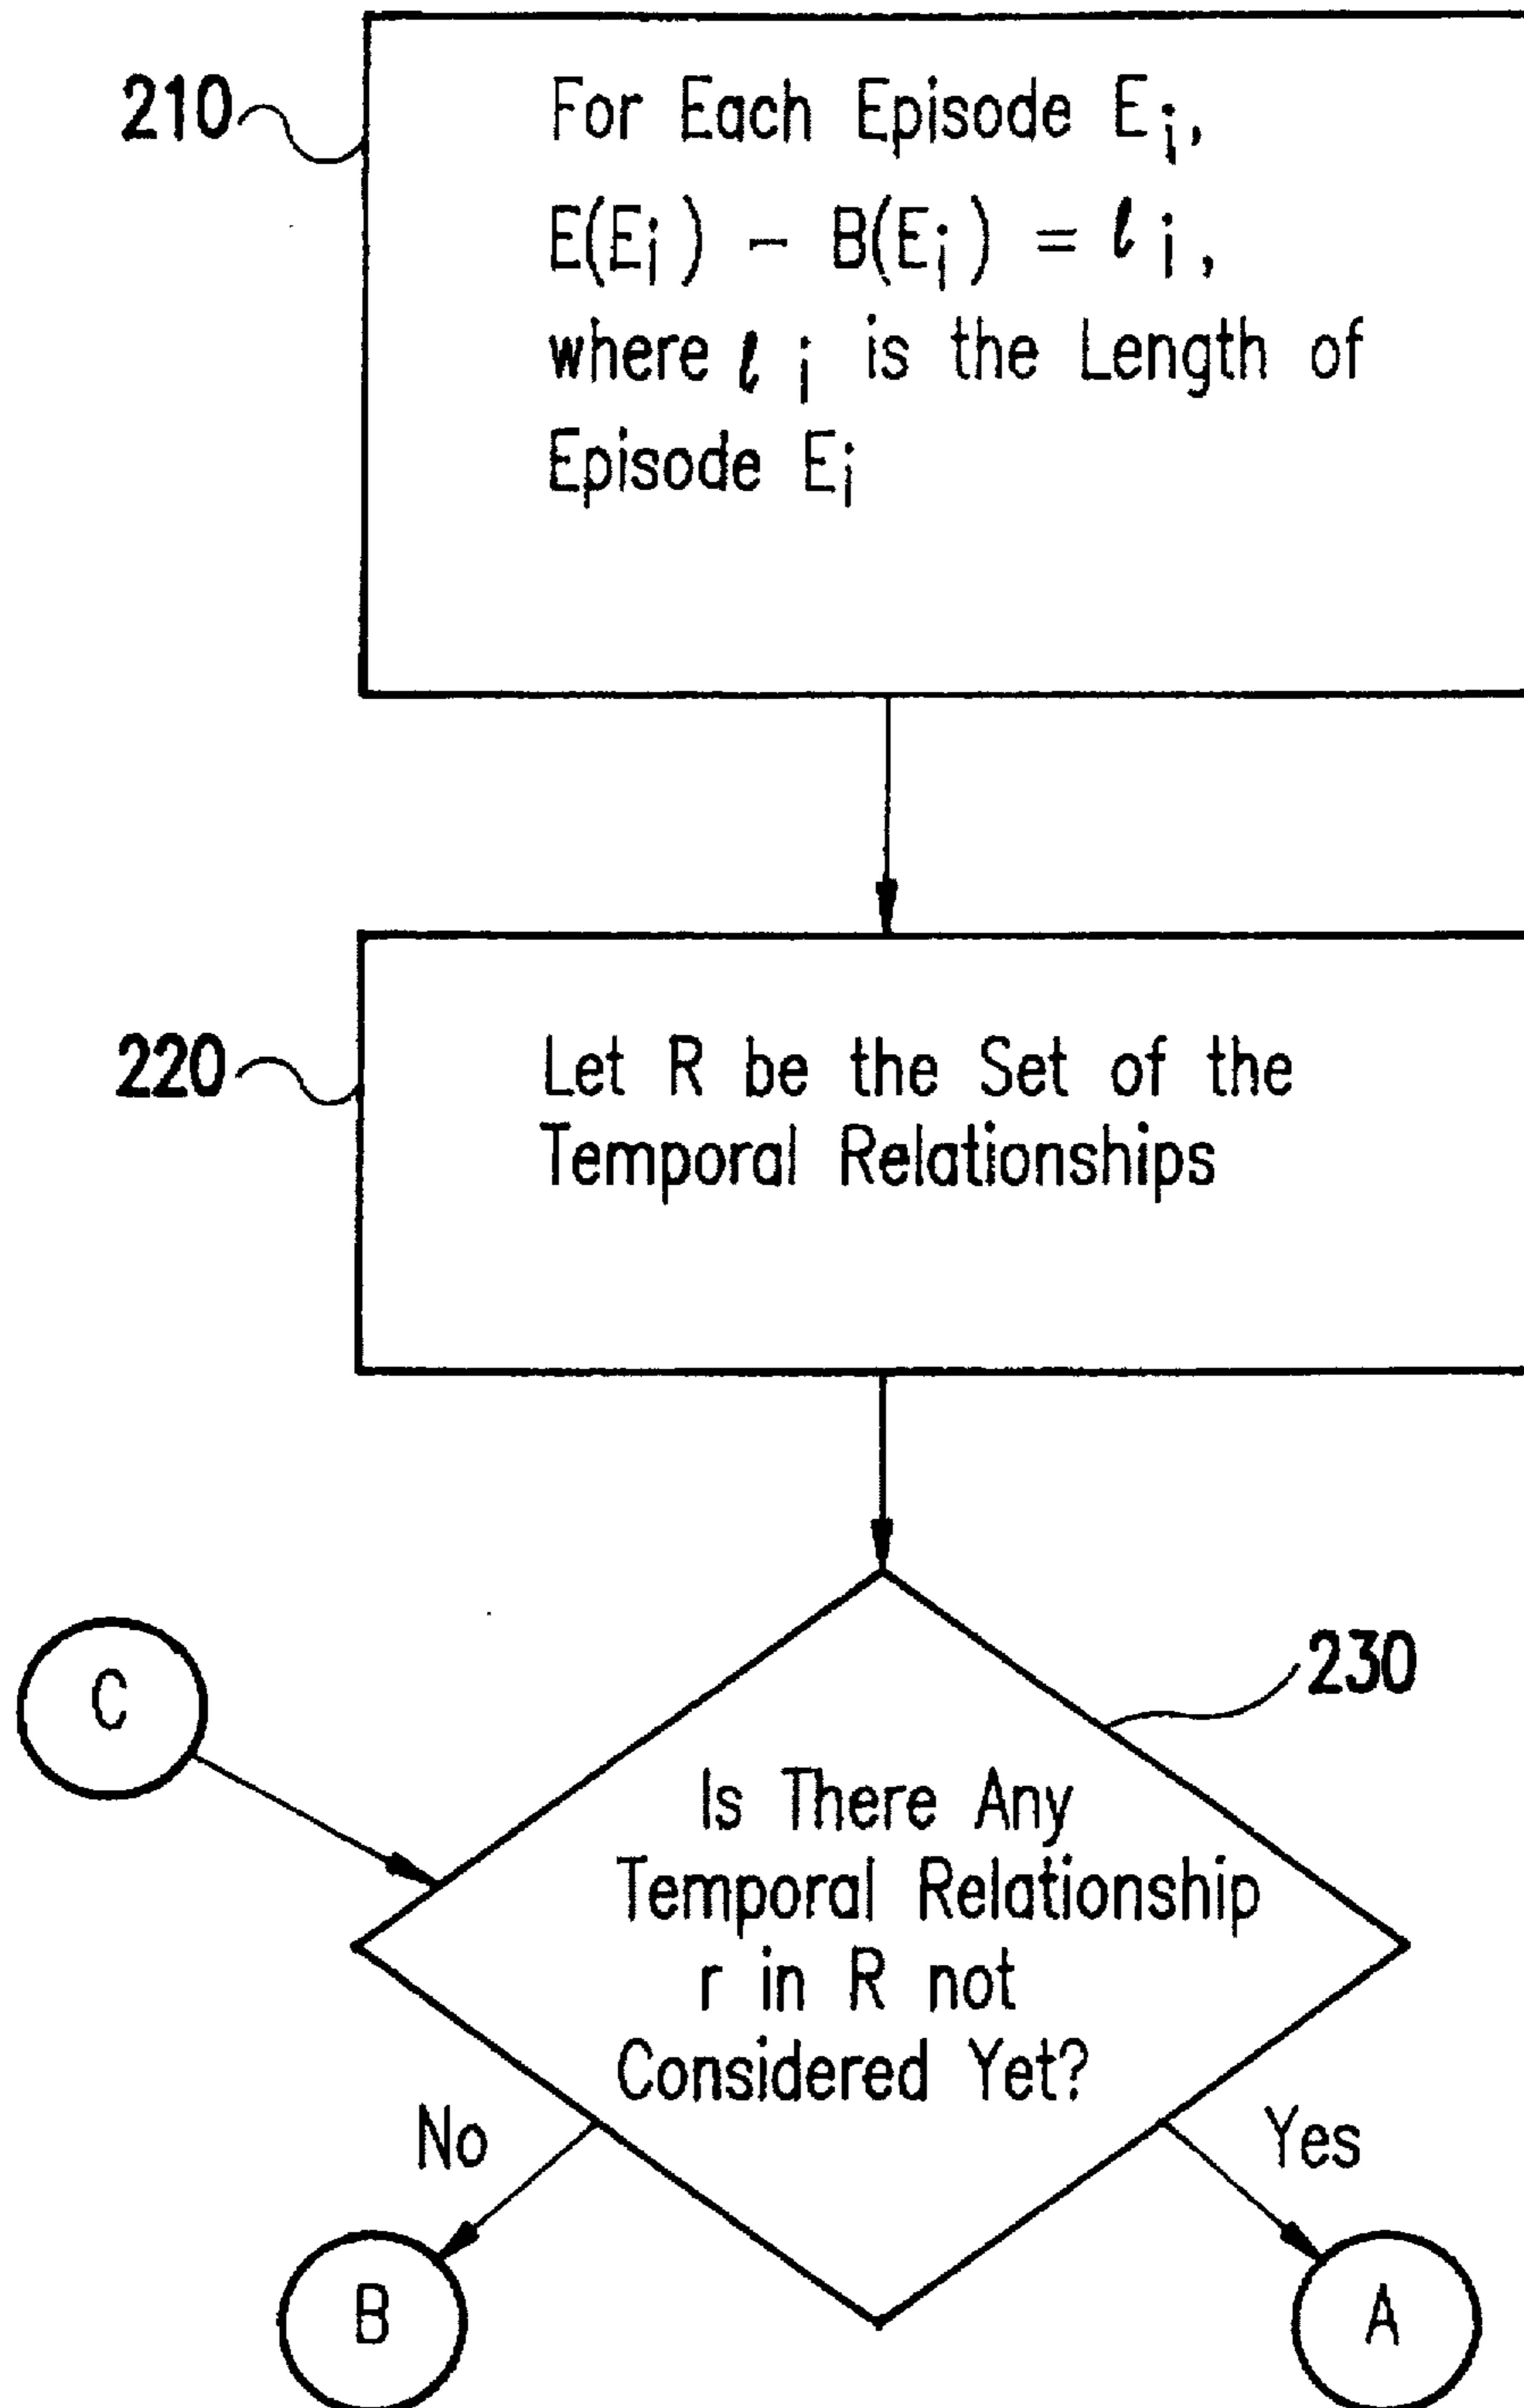 210
For Each Episode Ei,
E(Ei) - B(Ei) = ℓi,
where ℓi is the Length of
Episode Ei
220
Let R be the Set of the
Temporal Relationships
C
230
Is There Any
Temporal Relationship
r in R not
Considered Yet?
No
Yes
B
A